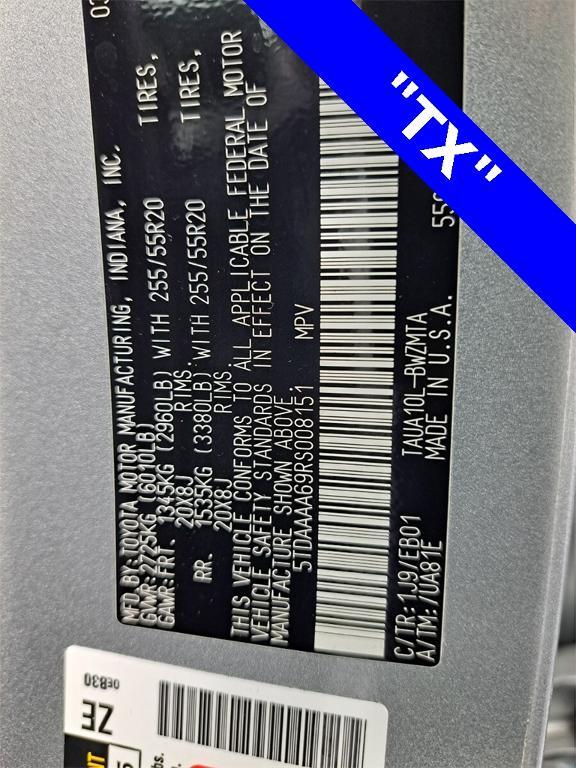 "TX"
03
MFD BY: TOYOTA MOTOR MANUFACTURING, INDIANA, INC.
GVWR: 2725KG (6010LB)
GAWR: FRT. 1345KG (2960LB) WITH 255/55R20 TIRES,
20X8J RIMS.
RR. 1535KG (3380LB) WITH 255/55R20 TIRES,
20X8J RIMS.
THIS VEHICLE CONFORMS TO ALL APPLICABLE FEDERAL MOTOR
VEHICLE SAFETY STANDARDS IN EFFECT ON THE DATE OF
MANUFACTURE SHOWN ABOVE.
5TDAAAA69RS008151 MPV
C/TR: 1J9/EB01 TAUA10L-BWZMTA
A/TM: /UA81E MADE IN U.S.A. 55
ZE 0EB30